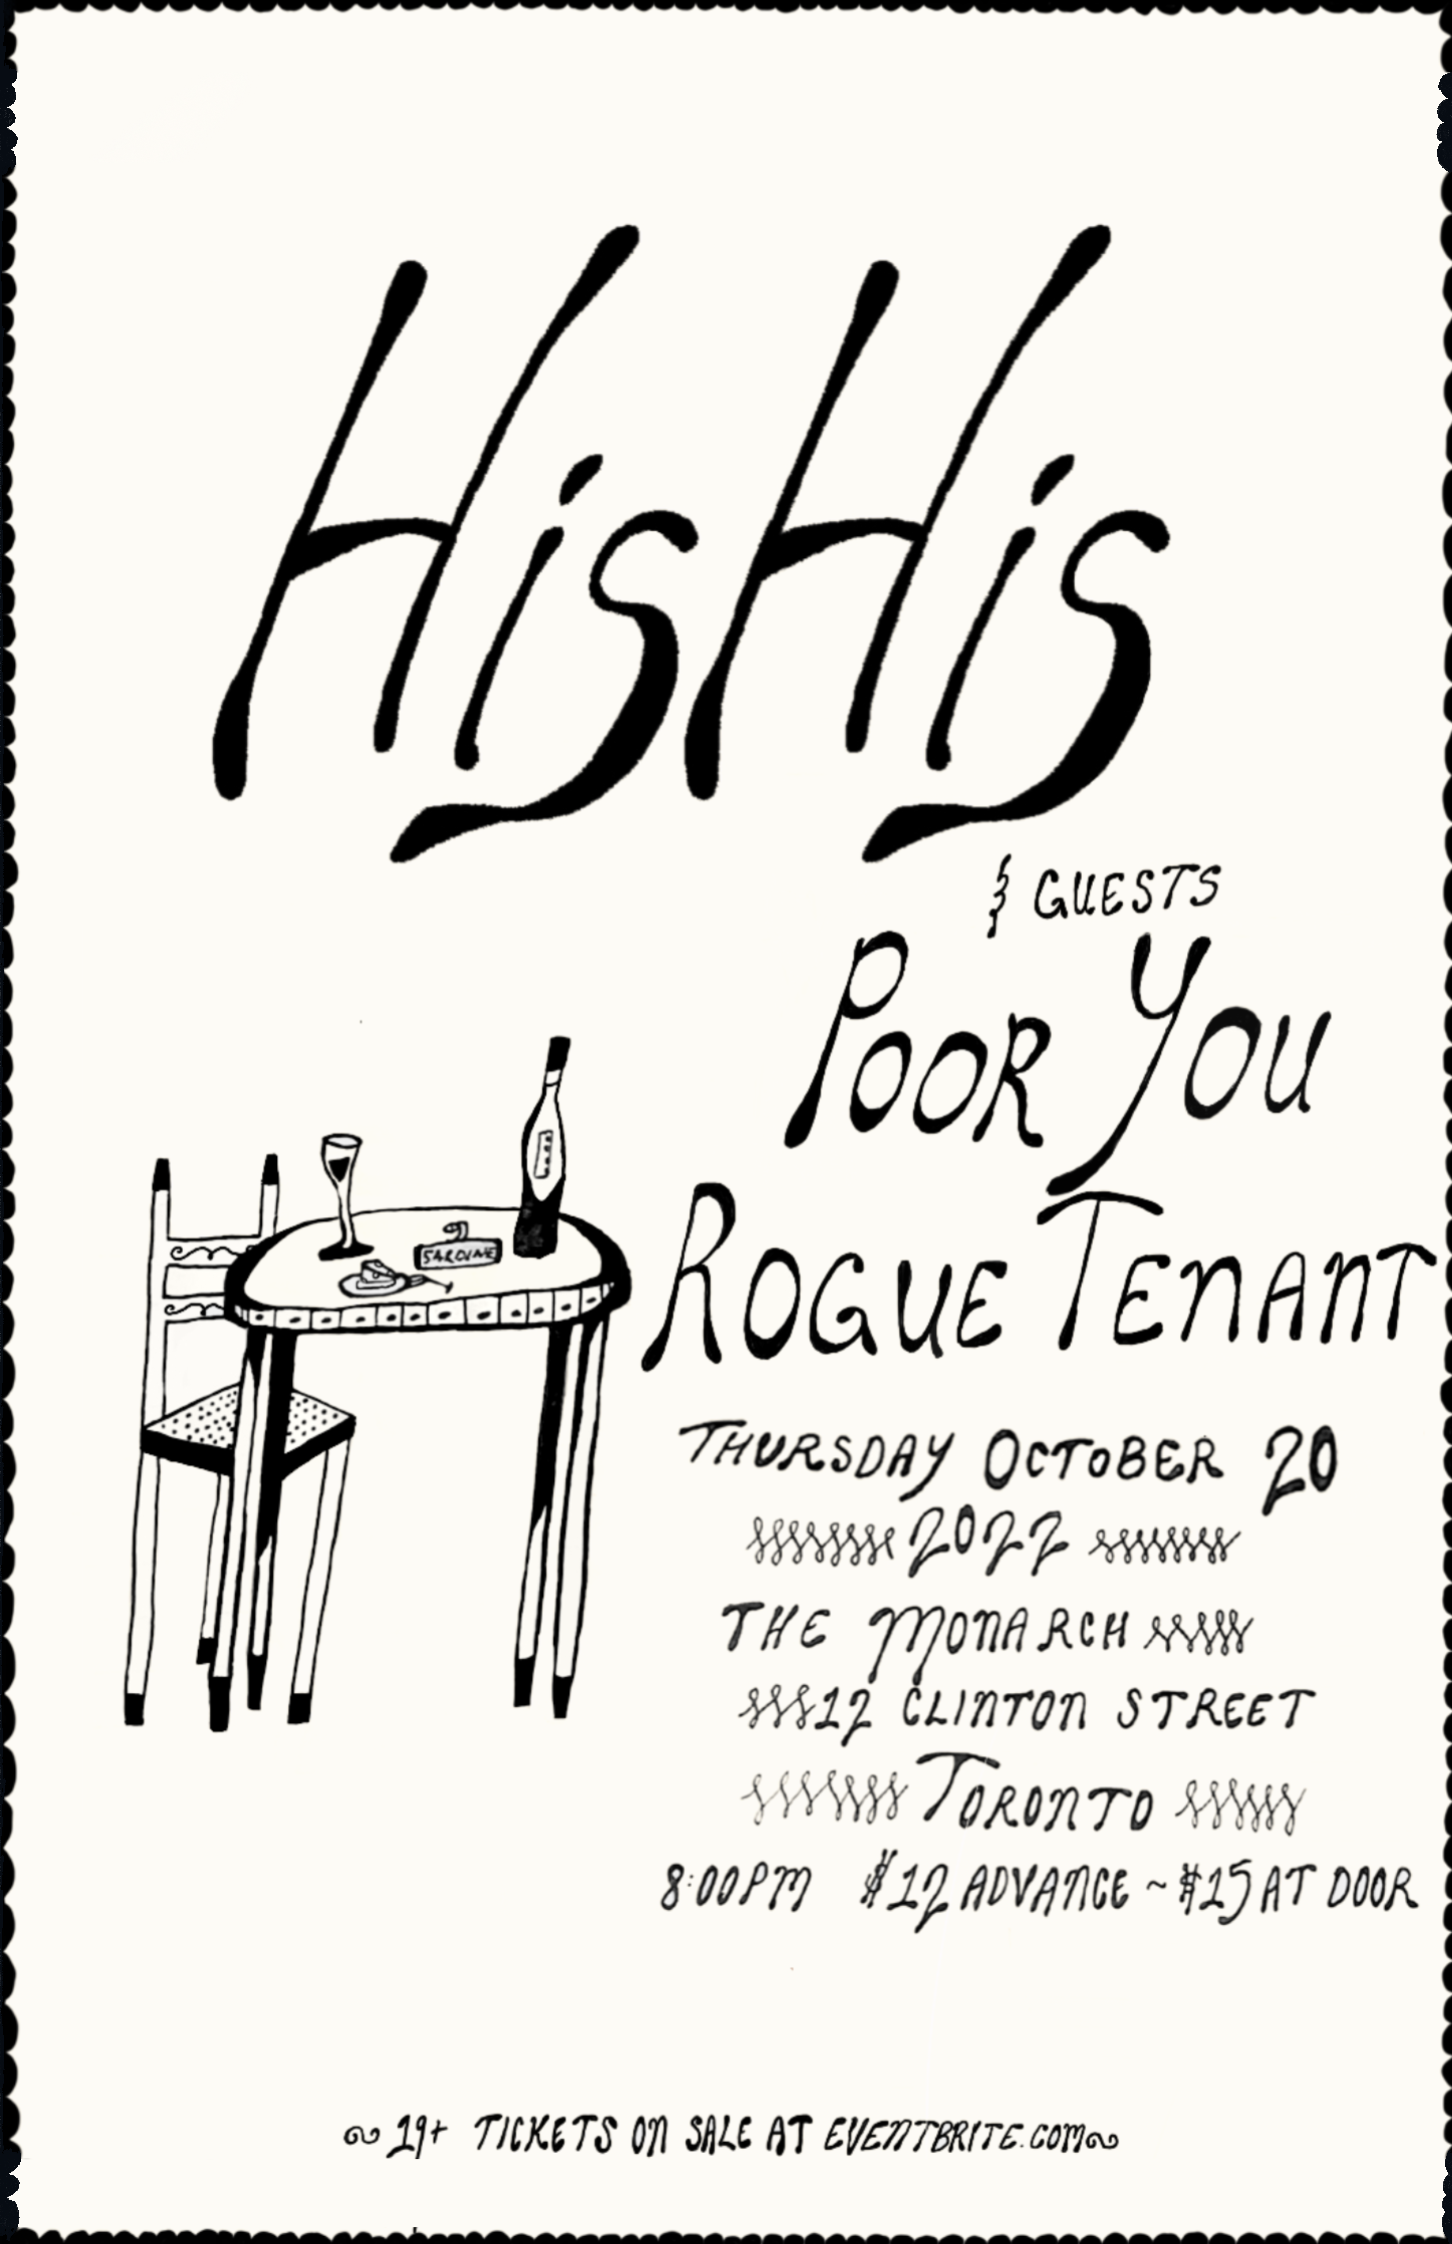 HisHis
& GUESTS
POOR YOU
ROGUE TENANT
SARDINE
THURSDAY OCTOBER 20
2022
THE MONARCH
12 CLINTON STREET
TORONTO
8:00PM $12 ADVANCE ~ $15 AT DOOR
19+ TICKETS ON SALE AT EVENTBRITE.COM